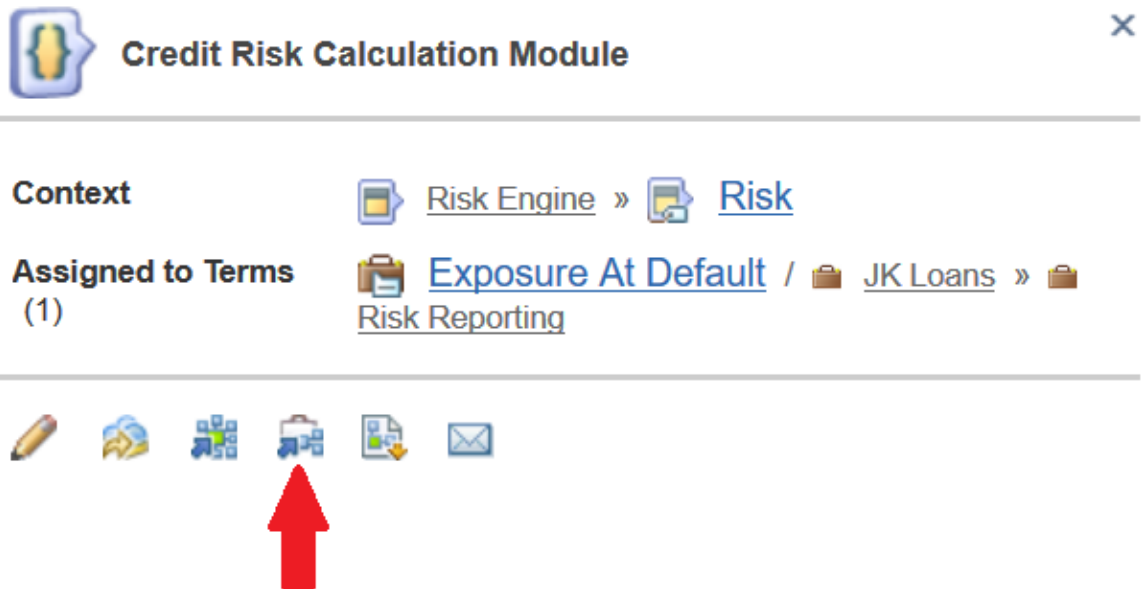 Credit Risk Calculation Module
Context
Risk Engine » Risk
Assigned to Terms
(1)
Exposure At Default / JK Loans »
Risk Reporting